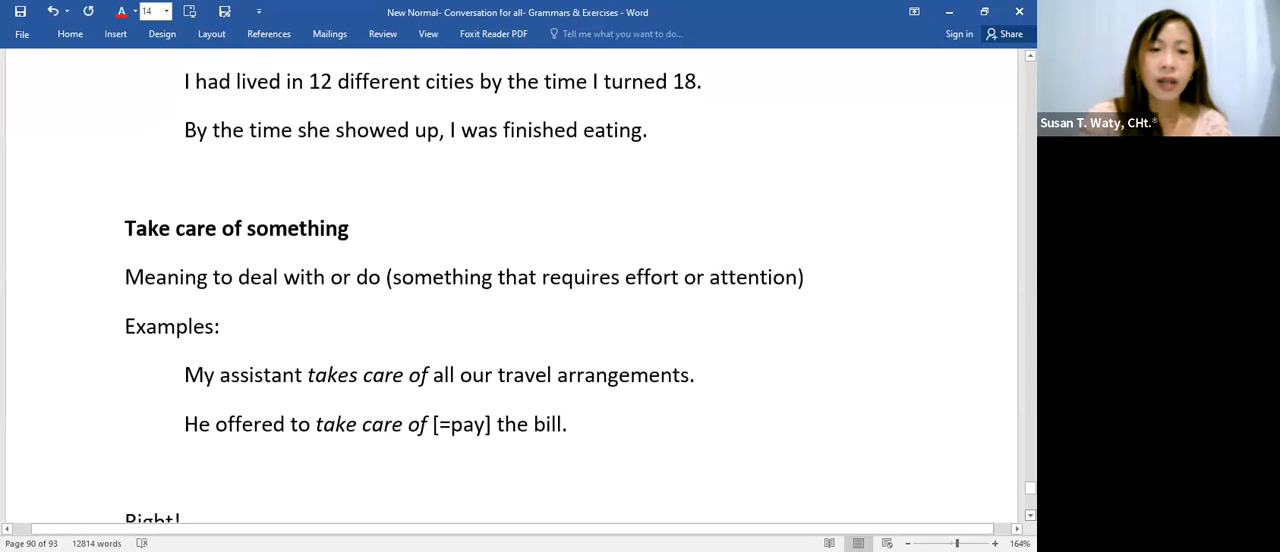 14
New Normal- Conversation for all- Grammars & Exercises - Word
File Home Insert Design Layout References Mailings Review View Foxit Reader PDF Tell me what you want to do... Sign in Share
I had lived in 12 different cities by the time I turned 18.
By the time she showed up, I was finished eating.
Susan T. Waty, CHt.®
Take care of something
Meaning to deal with or do (something that requires effort or attention)
Examples:
My assistant takes care of all our travel arrangements.
He offered to take care of [=pay] the bill.
Right!
Page 90 of 93 12814 words 164%